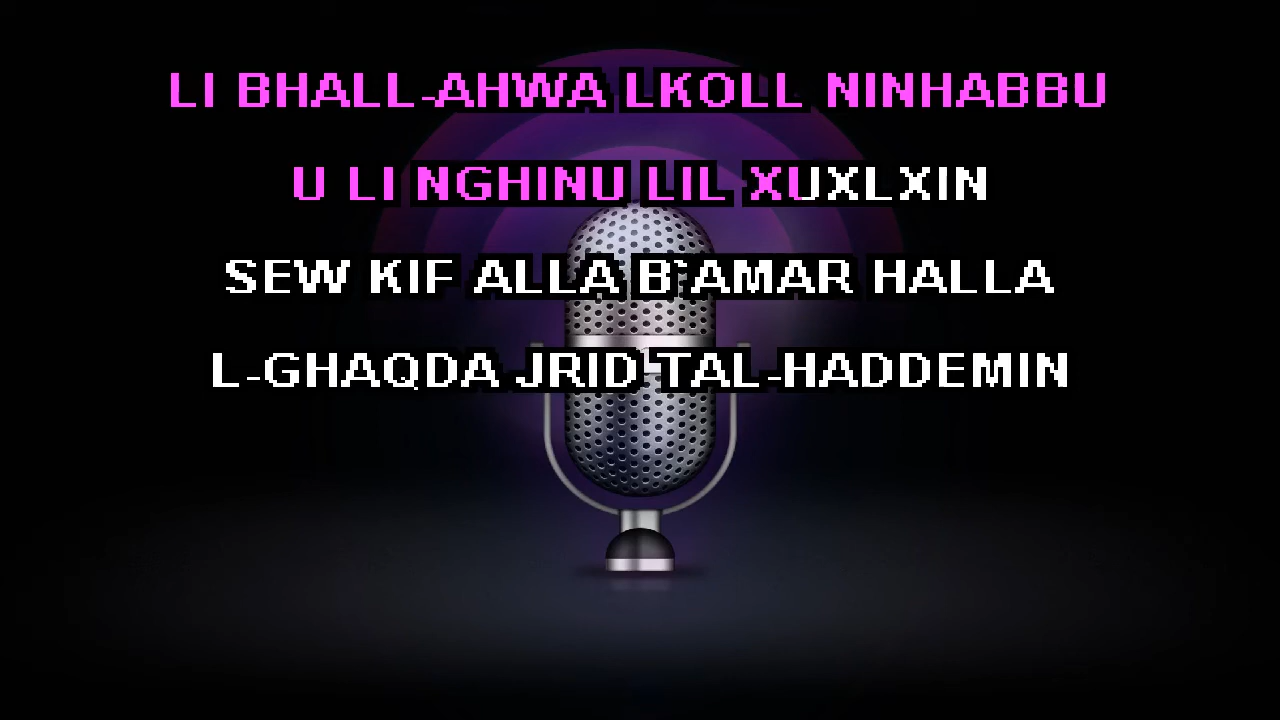 LI BHALL-AHWA LKOLL NINHABBU
U LI NGHINU LIL XUXLXIN
SEW KIF ALLA B`AMAR HALLA
L-GHAQDA JRID TAL-HADDEMIN